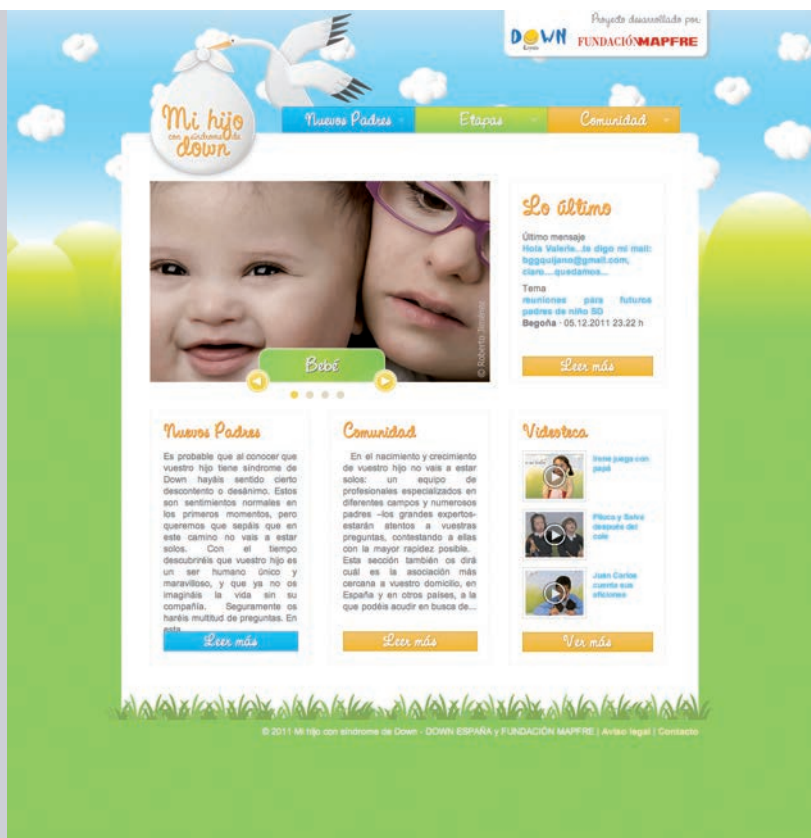 Proyecto desarrollado por:
DOWN
España
FUNDACIÓN MAPFRE
Mi hijo
con síndrome de
down
Nuevos Padres
Etapas
Comunidad
Lo último
Último mensaje
Hola Valerie...te digo mi mail:
bggquijano@gmail.com,
claro....quedamos...
Tema
reuniones para futuros
padres de niño SD
Begoña - 05.12.2011 23.22 h
Leer más
© Roberto Jiménez
Bebé
Nuevos Padres
Es probable que al conocer que
vuestro hijo tiene síndrome de
Down hayáis sentido cierto
descontento o desánimo. Estos
son sentimientos normales en
los primeros momentos, pero
queremos que sepáis que en
este camino no vais a estar
solos. Con el tiempo
descubriréis que vuestro hijo es
un ser humano único y
maravilloso, y que ya no os
imagináis la vida sin su
compañía. Seguramente os
haréis multitud de preguntas. En
esta
Leer más
Comunidad
En el nacimiento y crecimiento
de vuestro hijo no vais a estar
solos: un equipo de
profesionales especializados en
diferentes campos y numerosos
padres –los grandes expertos-
estarán atentos a vuestras
preguntas, contestando a ellas
con la mayor rapidez posible.
Esta sección también os dirá
cuál es la asociación más
cercana a vuestro domicilio, en
España y en otros países, a la
que podéis acudir en busca de...
Leer más
Videoteca
Irene juega con
papá
Piluca y Salva
después del
cole
Juan Carlos
cuenta sus
aficiones
Ver más
© 2011 Mi hijo con síndrome de Down - DOWN ESPAÑA y FUNDACIÓN MAPFRE | Aviso legal | Contacto